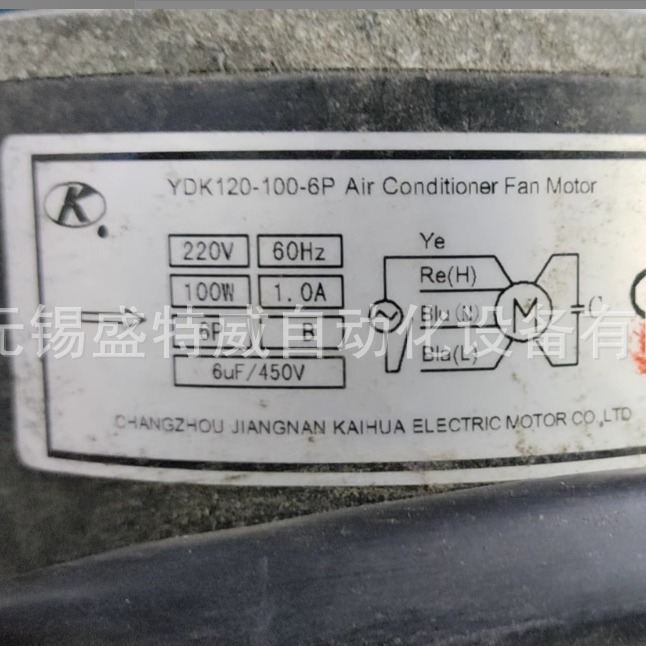 K
YDK120-100-6P Air Conditioner Fan Motor
220V 60Hz
100W 1.0A
6P B
6uF/450V
Ye
Re(H)
Blu(N)
Bla(L)
M
C
无锡盛特威自动化设备有
CHANGZHOU JIANGNAN KAIHUA ELECTRIC MOTOR CO.,LTD